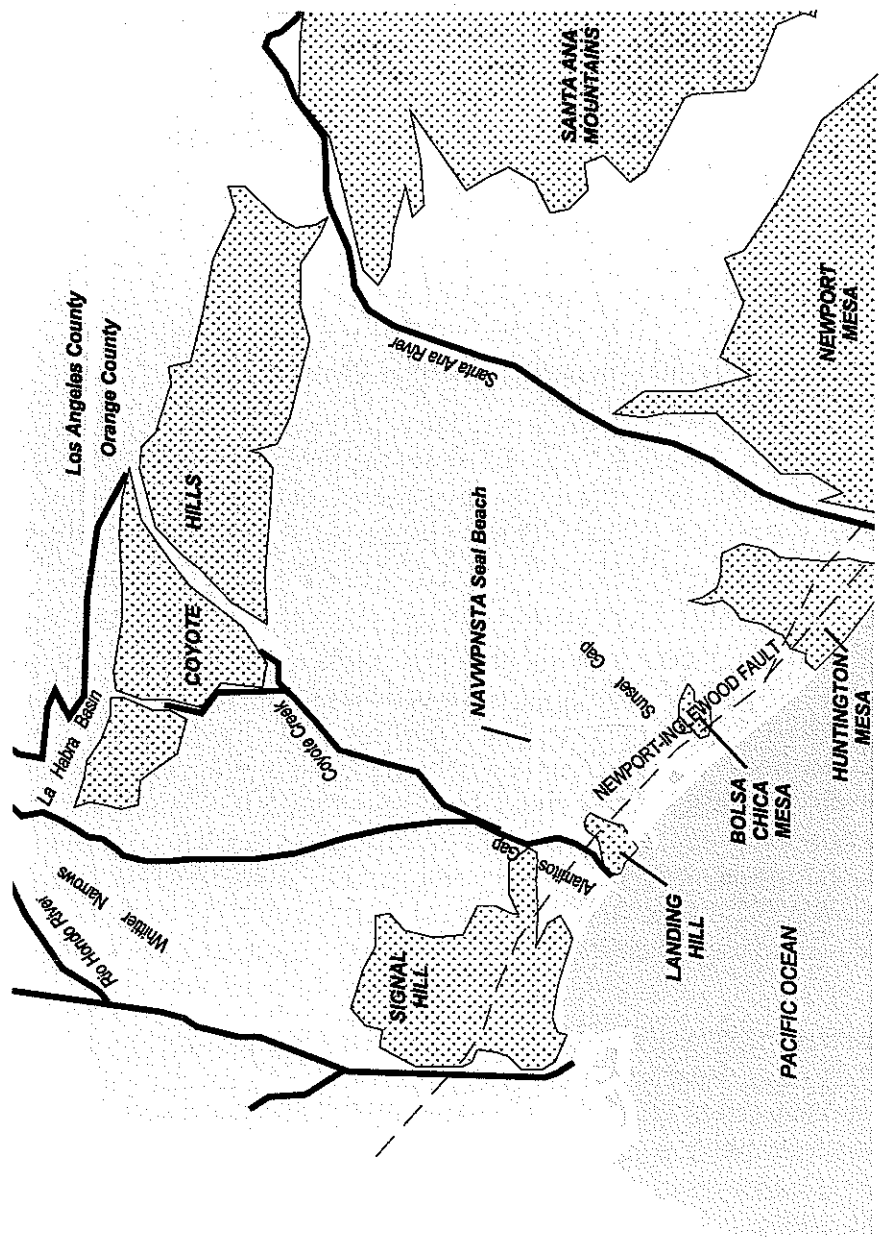 SANTA ANA
MOUNTAINS
Los Angeles County
Orange County
NEWPORT
MESA
Santa Ana River
HILLS
COYOTE
NAVWPNSTA Seal Beach
La Habra Basin
Coyote Creek
Sunset
Gap
NEWPORT-INGLEWOOD FAULT
HUNTINGTON
MESA
BOLSA
CHICA
MESA
Alamitos
Gap
Whittier
Narrows
Rio Hondo River
SIGNAL
HILL
LANDING
HILL
PACIFIC OCEAN